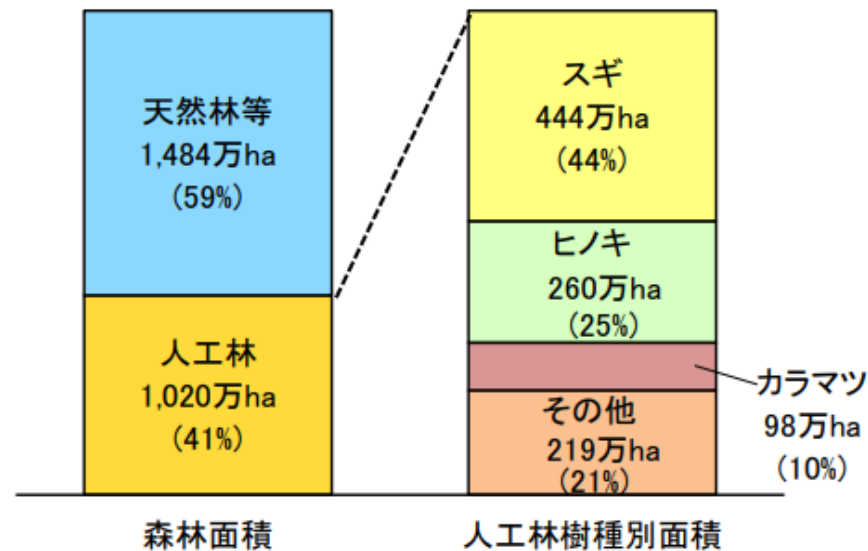 天然林等
1,484万ha
(59%)
人工林
1,020万ha
(41%)
森林面積
スギ
444万ha
(44%)
ヒノキ
260万ha
(25%)
カラマツ
98万ha
(10%)
その他
219万ha
(21%)
人工林樹種別面積